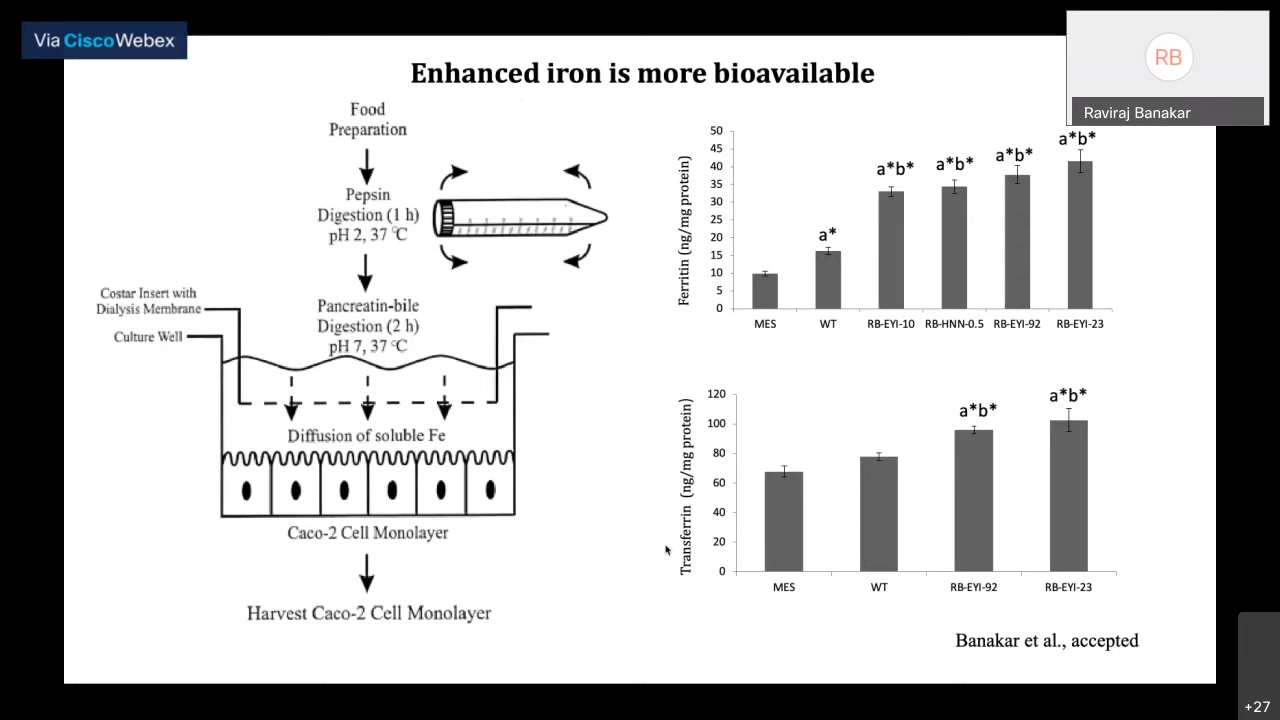 Via Cisco Webex
RB
Raviraj Banakar
Enhanced iron is more bioavailable
Food
Preparation
Pepsin
Digestion (1 h)
pH 2, 37 °C
Costar Insert with
Dialysis Membrane
Culture Well
Pancreatin-bile
Digestion (2 h)
pH 7, 37 °C
Diffusion of soluble Fe
Caco-2 Cell Monolayer
Harvest Caco-2 Cell Monolayer
Ferritin (ng/mg protein)
50
45
40
35
30
25
20
15
10
5
0
a*
a*b*
a*b*
a*b*
a*b*
MES WT RB-EYI-10 RB-HNN-0.5 RB-EYI-92 RB-EYI-23
Transferrin (ng/mg protein)
120
100
80
60
40
20
0
a*b*
a*b*
MES WT RB-EYI-92 RB-EYI-23
Banakar et al., accepted
+27